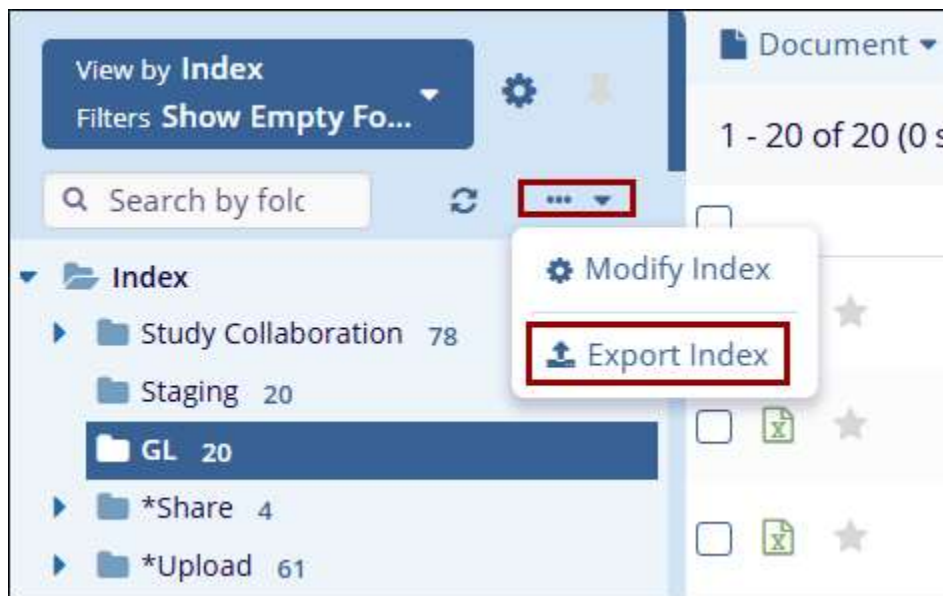 View by Index
Filters Show Empty Fo...
Document
1 - 20 of 20 (0 s
Search by folc
Index
Modify Index
Study Collaboration 78
Export Index
Staging 20
GL 20
*Share 4
*Upload 61